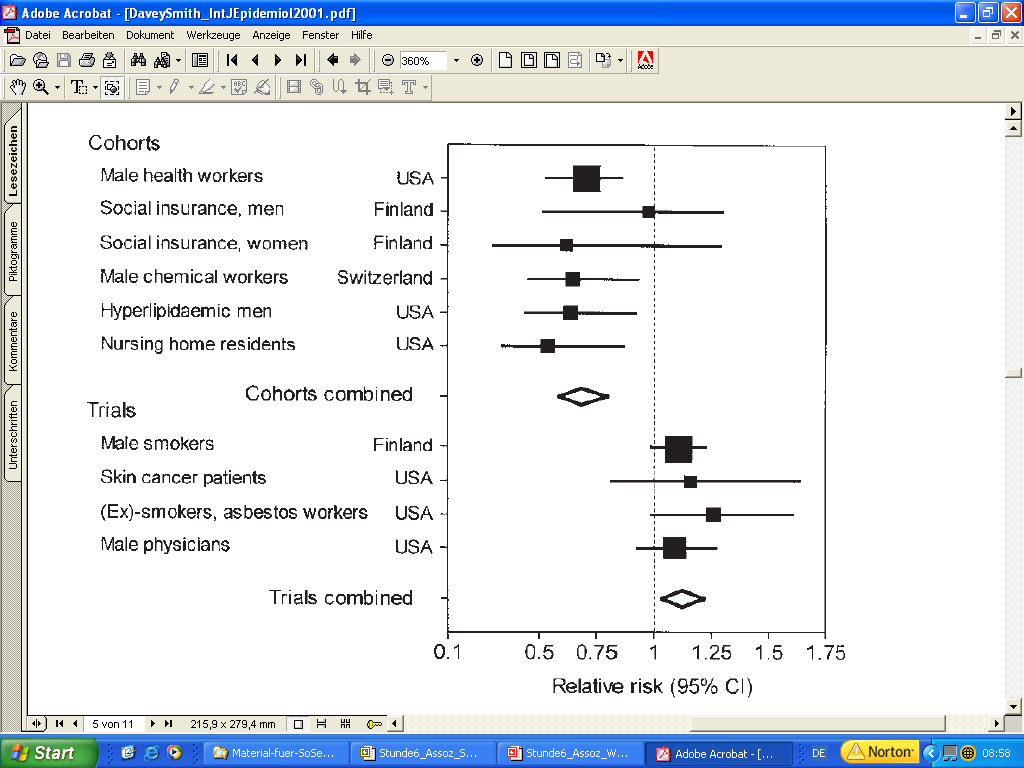 Adobe Acrobat - [DaveySmith_IntJEpidemiol2001.pdf]
Datei Bearbeiten Dokument Werkzeuge Anzeige Fenster Hilfe
360%
Adobe
T T
ABC
Lesezeichen
Piktogramme
Kommentare
Unterschriften
Cohorts
Male health workers USA
Social insurance, men Finland
Social insurance, women Finland
Male chemical workers Switzerland
Hyperlipidaemic men USA
Nursing home residents USA
Cohorts combined
Trials
Male smokers Finland
Skin cancer patients USA
(Ex)-smokers, asbestos workers USA
Male physicians USA
Trials combined
0.1 0.5 0.75 1 1.25 1.5 1.75
Relative risk (95% CI)
5 von 11 215,9 x 279,4 mm
Start Material-fuer-SoSe... Stunde6_Assoz_S... Stunde6_Assoz_W... Adobe Acrobat - [... DE Norton 08:58